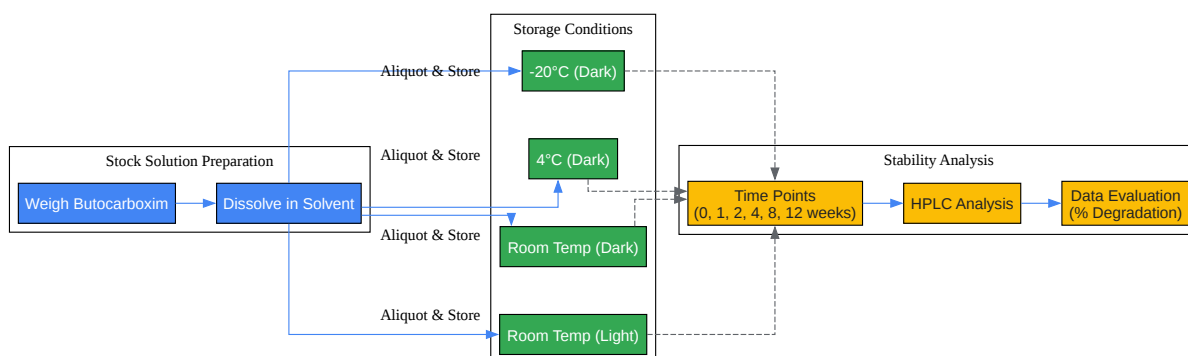 Storage Conditions
Aliquot & Store
-20°C (Dark)
Aliquot & Store
4°C (Dark)
Stock Solution Preparation
Stability Analysis
Weigh Butocarboxim
Dissolve in Solvent
Time Points
(0, 1, 2, 4, 8, 12 weeks)
HPLC Analysis
Data Evaluation
(% Degradation)
Aliquot & Store
Room Temp (Dark)
Aliquot & Store
Room Temp (Light)